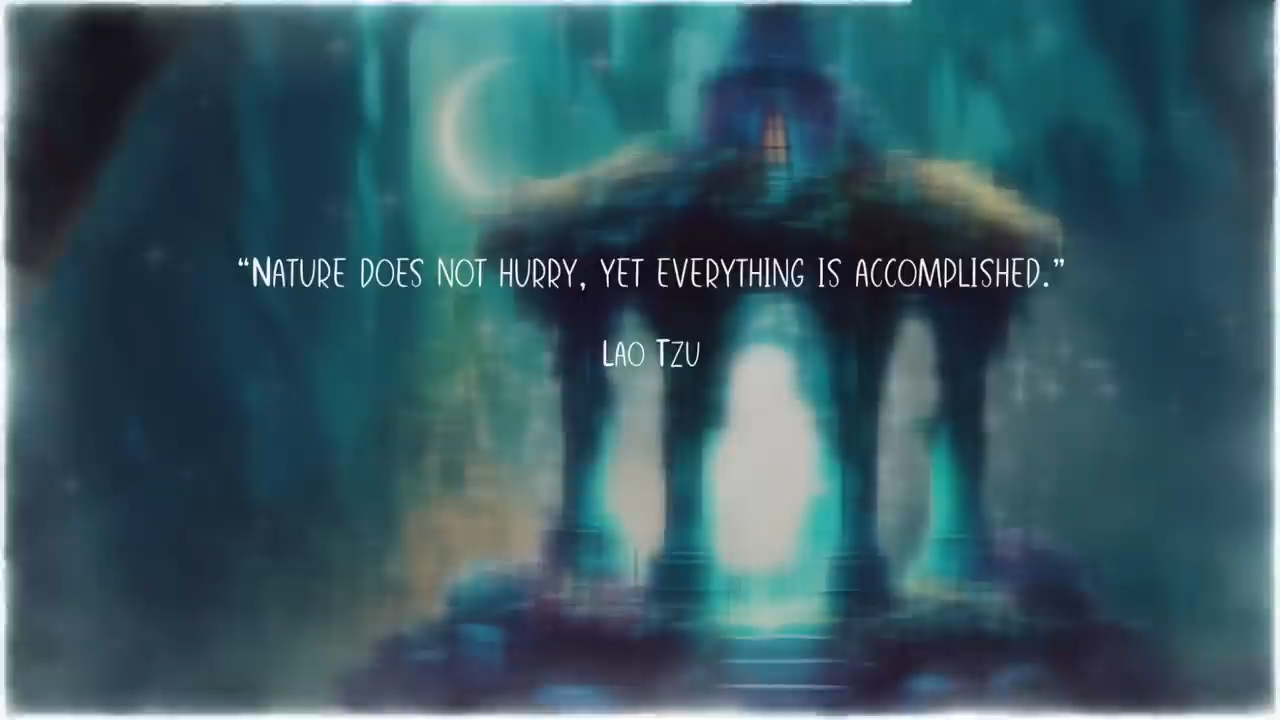 “Nature does not hurry, yet everything is accomplished.”
Lao Tzu